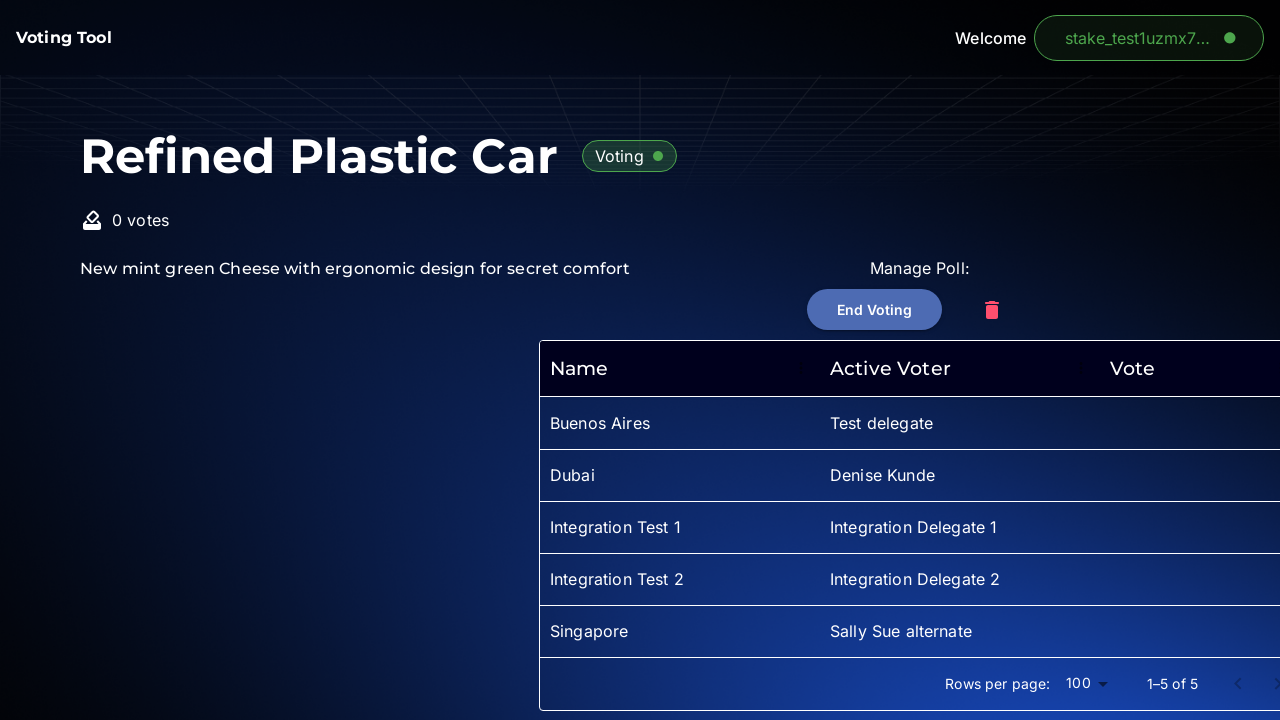 Voting Tool
Welcome
stake_test1uzmx7...
Refined Plastic Car
Voting
0 votes
New mint green Cheese with ergonomic design for secret comfort
Manage Poll:
End Voting
Name Active Voter Vote
Buenos Aires Test delegate
Dubai Denise Kunde
Integration Test 1 Integration Delegate 1
Integration Test 2 Integration Delegate 2
Singapore Sally Sue alternate
Rows per page: 100 1–5 of 5